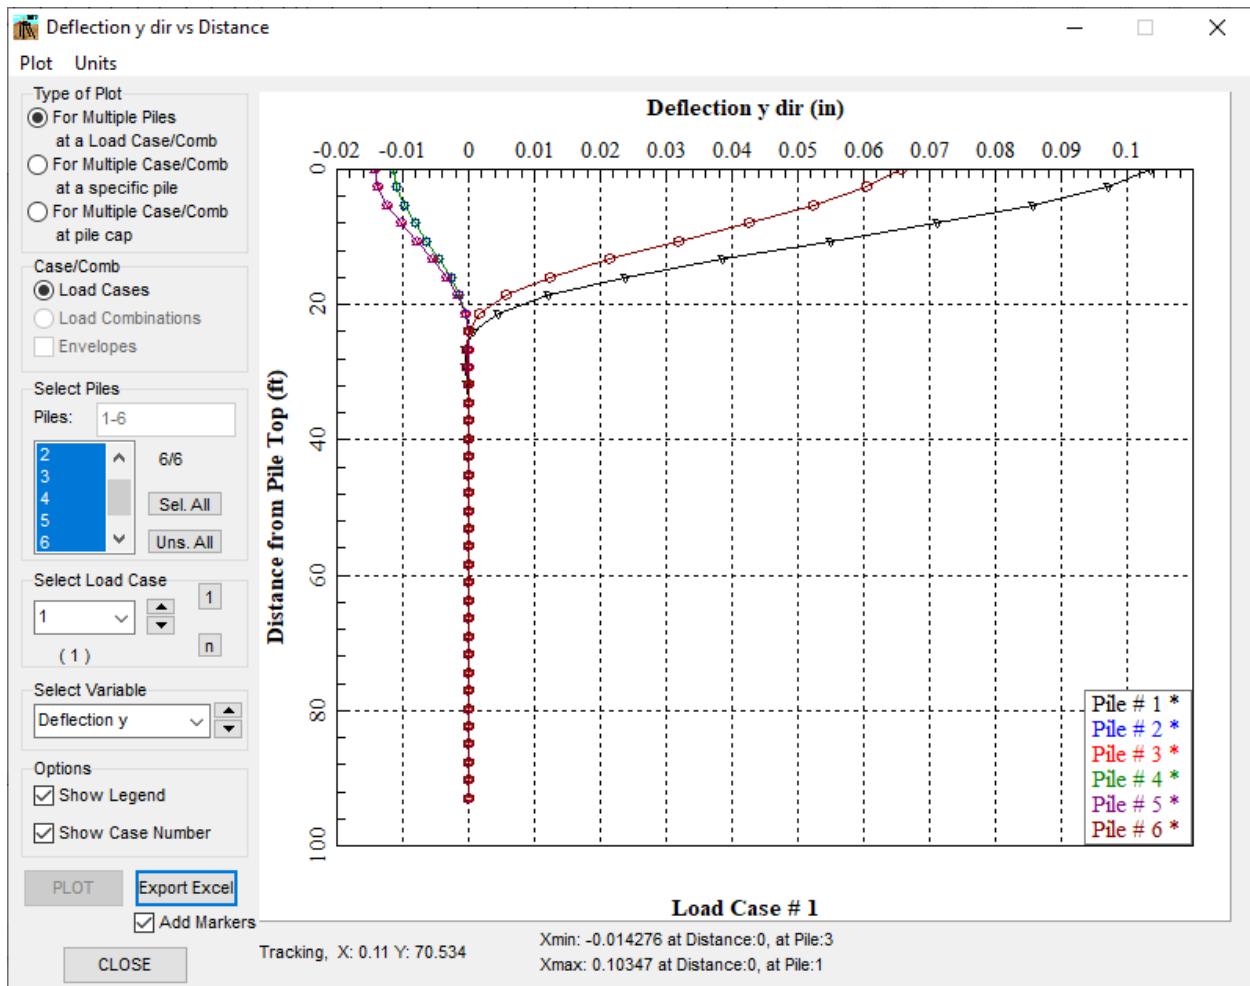 Deflection y dir vs Distance
Plot Units
Type of Plot
For Multiple Piles
at a Load Case/Comb
For Multiple Case/Comb
at a specific pile
For Multiple Case/Comb
at pile cap
Case/Comb
Load Cases
Load Combinations
Envelopes
Select Piles
Piles: 1-6
2
3
4
5
6
6/6
Sel. All
Uns. All
Select Load Case
1
1
n
( 1 )
Select Variable
Deflection y
Options
Show Legend
Show Case Number
PLOT
Export Excel
Add Markers
CLOSE
Deflection y dir (in)
-0.02 -0.01 0 0.01 0.02 0.03 0.04 0.05 0.06 0.07 0.08 0.09 0.1
Distance from Pile Top (ft)
0
20
40
60
80
100
Pile # 1 *
Pile # 2 *
Pile # 3 *
Pile # 4 *
Pile # 5 *
Pile # 6 *
Load Case # 1
Tracking, X: 0.11 Y: 70.534
Xmin: -0.014276 at Distance:0, at Pile:3
Xmax: 0.10347 at Distance:0, at Pile:1